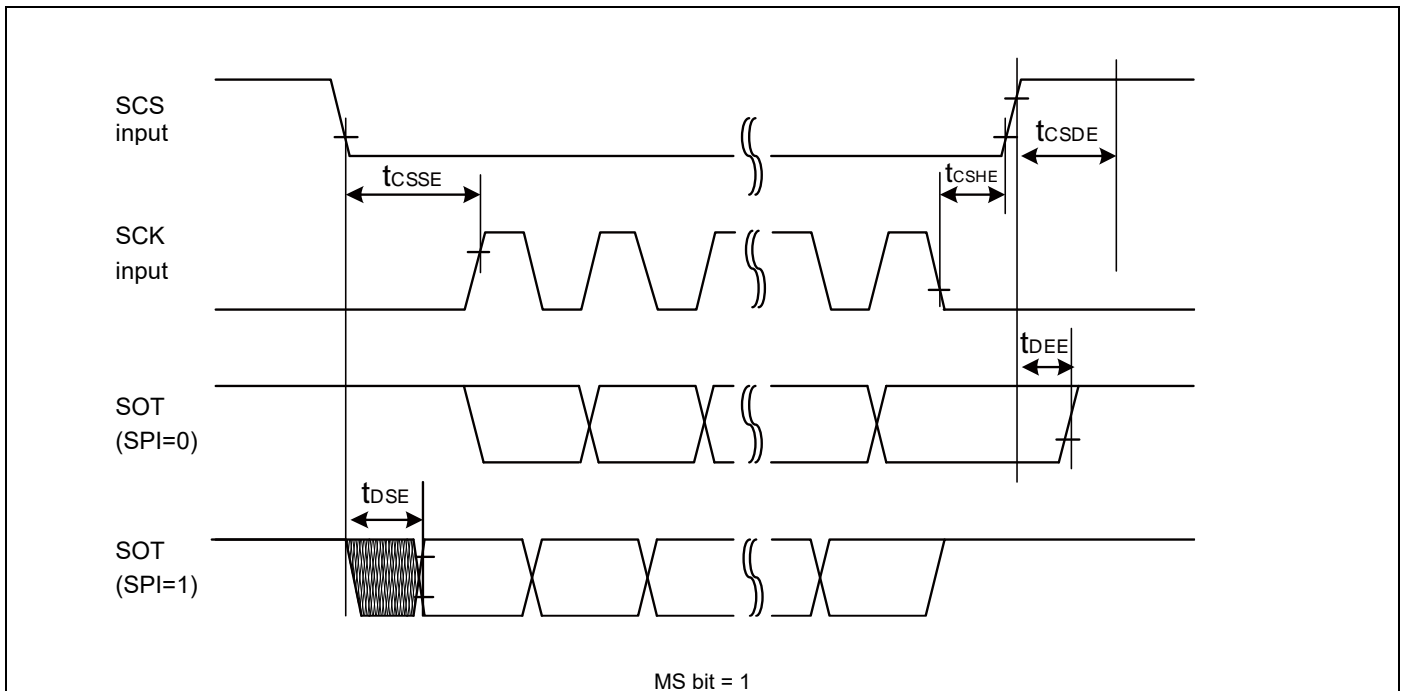 SCS
input
tCSDE
tCSSE
tCSHE
SCK
input
tDEE
SOT
(SPI=0)
tDSE
SOT
(SPI=1)
MS bit = 1